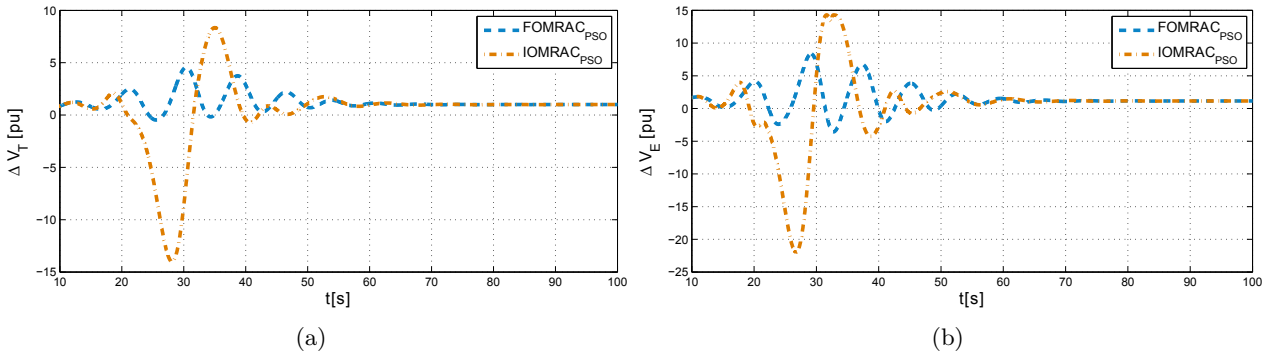 10
5
0
−5
−10
−15
Δ V_T [pu]
10 20 30 40 50 60 70 80 90 100
t[s]
FOMRAC_PSO
IOMRAC_PSO
(a)
15
10
5
0
−5
−10
−15
−20
−25
Δ V_E [pu]
10 20 30 40 50 60 70 80 90 100
t[s]
FOMRAC_PSO
IOMRAC_PSO
(b)